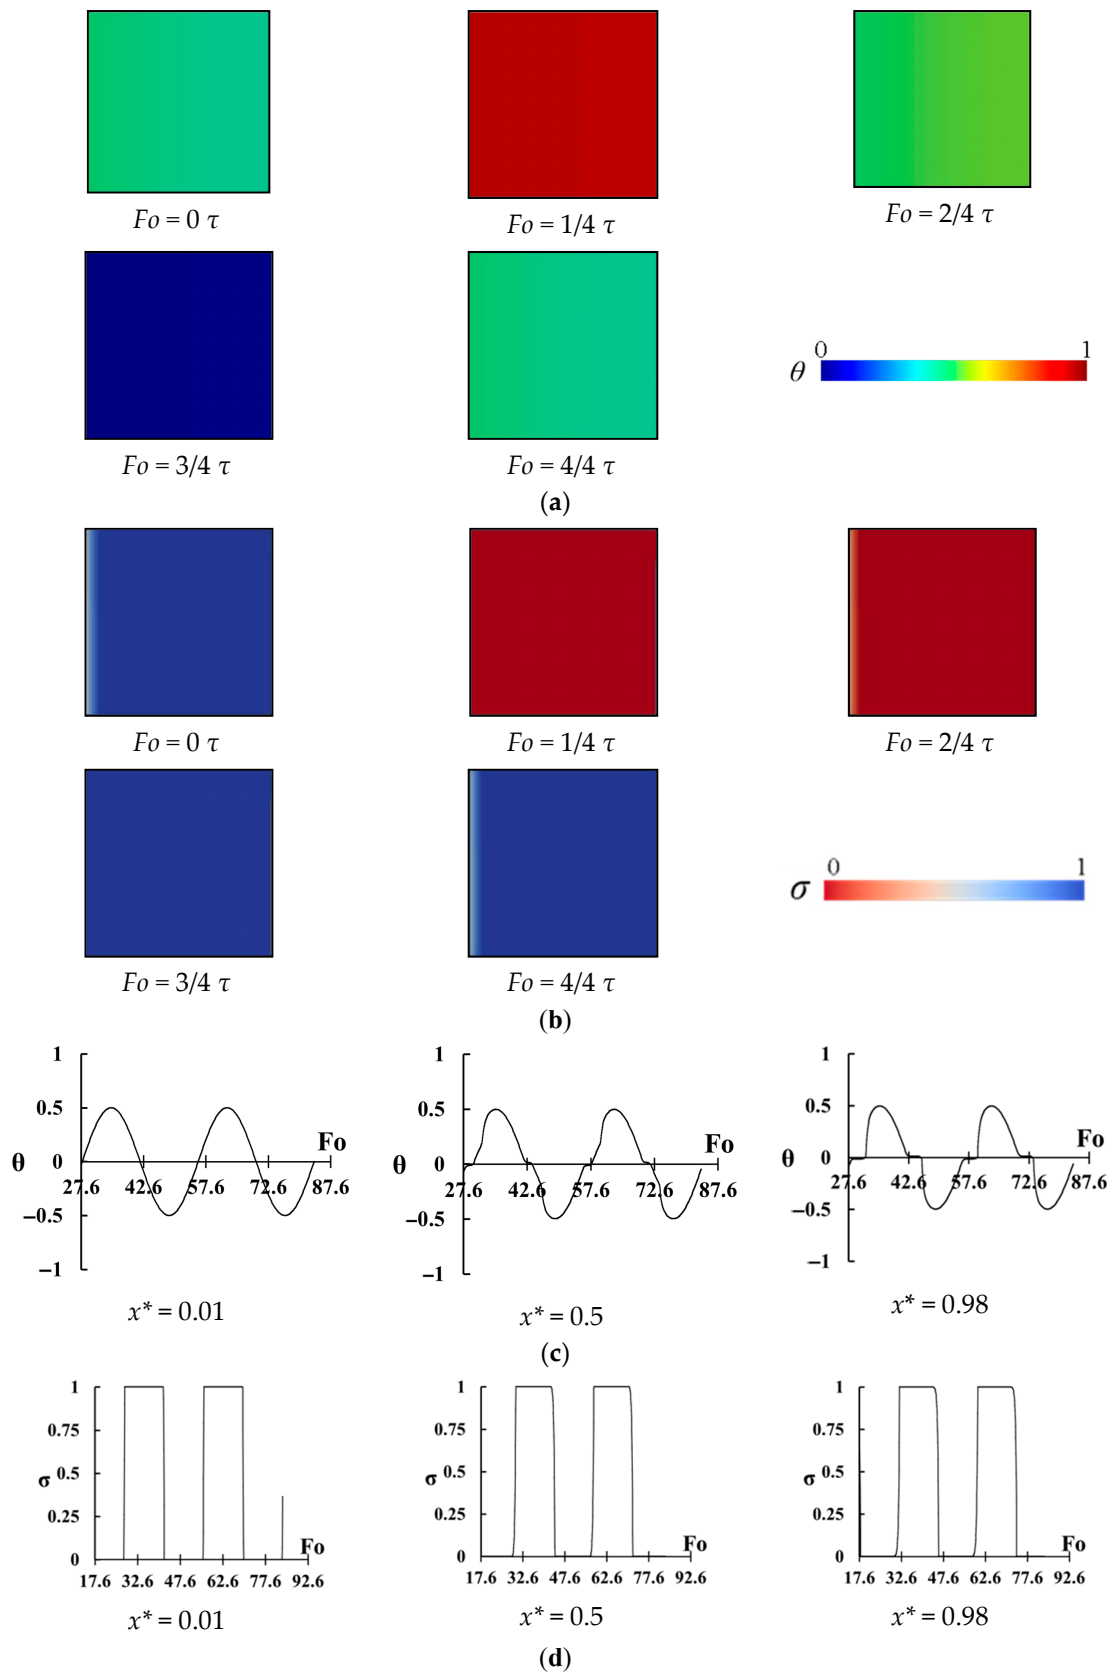 Fo = 0 τ
Fo = 1/4 τ
Fo = 2/4 τ
0 1
θ
Fo = 3/4 τ
Fo = 4/4 τ
(a)
Fo = 0 τ
Fo = 1/4 τ
Fo = 2/4 τ
0 1
σ
Fo = 3/4 τ
Fo = 4/4 τ
(b)
1
0.5
θ 0
−0.5
−1
Fo
27.6 42.6 57.6 72.6 87.6
x* = 0.01
1
0.5
θ 0
−0.5
−1
Fo
27.6 42.6 57.6 72.6 87.6
x* = 0.5
1
0.5
θ 0
−0.5
−1
Fo
27.6 42.6 57.6 72.6 87.6
x* = 0.98
(c)
1
0.75
σ 0.5
0.25
0
Fo
17.6 32.6 47.6 62.6 77.6 92.6
x* = 0.01
1
0.75
σ 0.5
0.25
0
Fo
17.6 32.6 47.6 62.6 77.6 92.6
x* = 0.5
1
0.75
σ 0.5
0.25
0
Fo
17.6 32.6 47.6 62.6 77.6 92.6
x* = 0.98
(d)